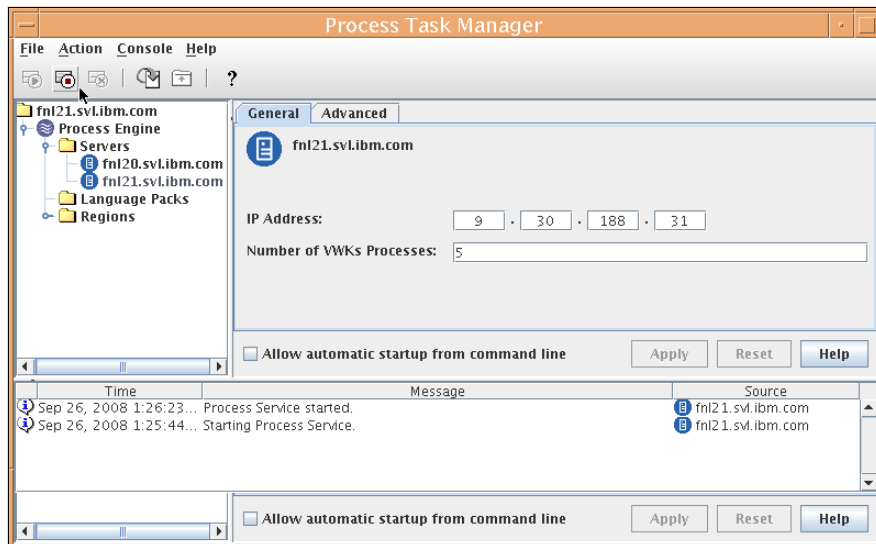 Process Task Manager
File Action Console Help
?
fnl21.svl.ibm.com
Process Engine
Servers
fnl20.svl.ibm.com
fnl21.svl.ibm.com
Language Packs
Regions
General Advanced
fnl21.svl.ibm.com
IP Address: 9 . 30 . 188 . 31
Number of VWKs Processes: 5
Allow automatic startup from command line Apply Reset Help
Time Message Source
Sep 26, 2008 1:26:23... Process Service started. fnl21.svl.ibm.com
Sep 26, 2008 1:25:44... Starting Process Service. fnl21.svl.ibm.com
Allow automatic startup from command line Apply Reset Help